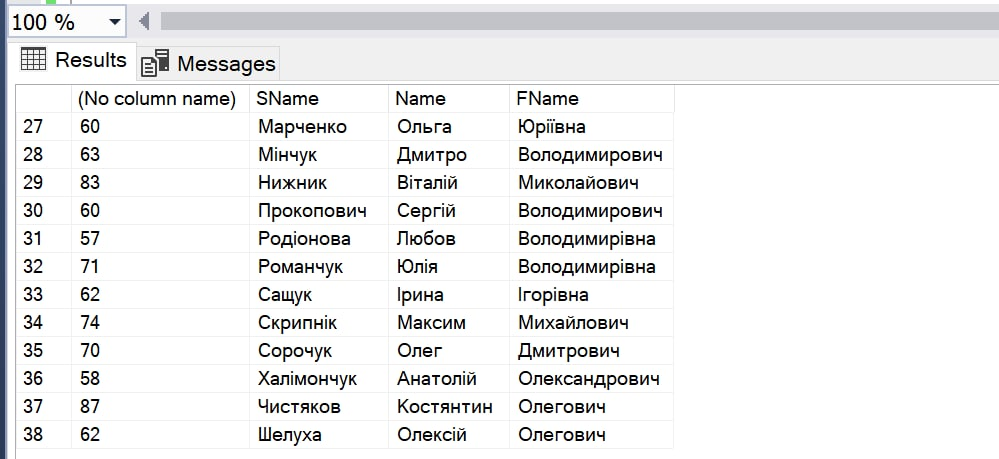 100 %
Results Messages
(No column name) SName Name FName
27 60 Марченко Ольга Юріївна
28 63 Мінчук Дмитро Володимирович
29 83 Нижник Віталій Миколайович
30 60 Прокопович Сергій Володимирович
31 57 Родіонова Любов Володимирівна
32 71 Романчук Юлія Володимирівна
33 62 Сащук Ірина Ігорівна
34 74 Скрипнік Максим Михайлович
35 70 Сорочук Олег Дмитрович
36 58 Халімончук Анатолій Олександрович
37 87 Чистяков Костянтин Олегович
38 62 Шелуха Олексій Олегович